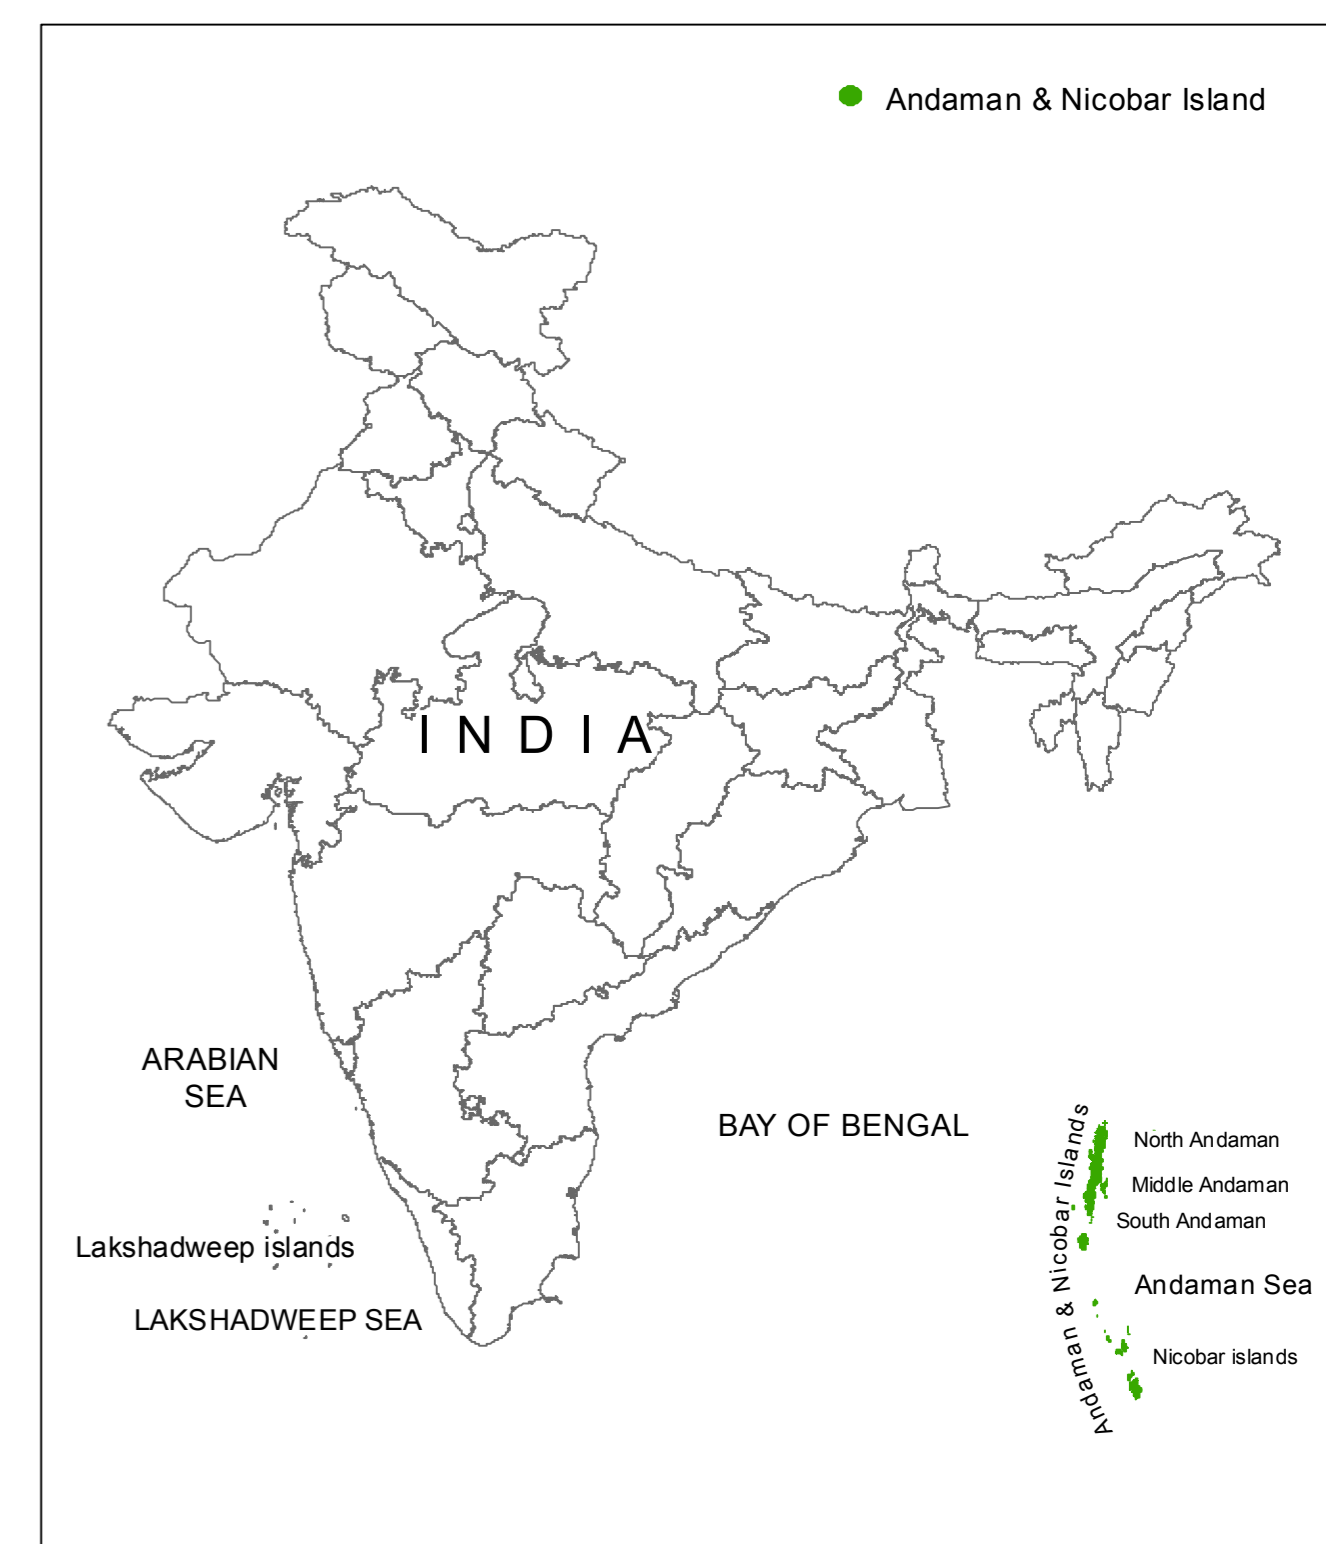 Andaman & Nicobar Island
INDIA
ARABIAN
SEA
BAY OF BENGAL
Andaman & Nicobar Islands
North Andaman
Middle Andaman
South Andaman
Lakshadweep islands
Andaman Sea
LAKSHADWEEP SEA
Nicobar islands